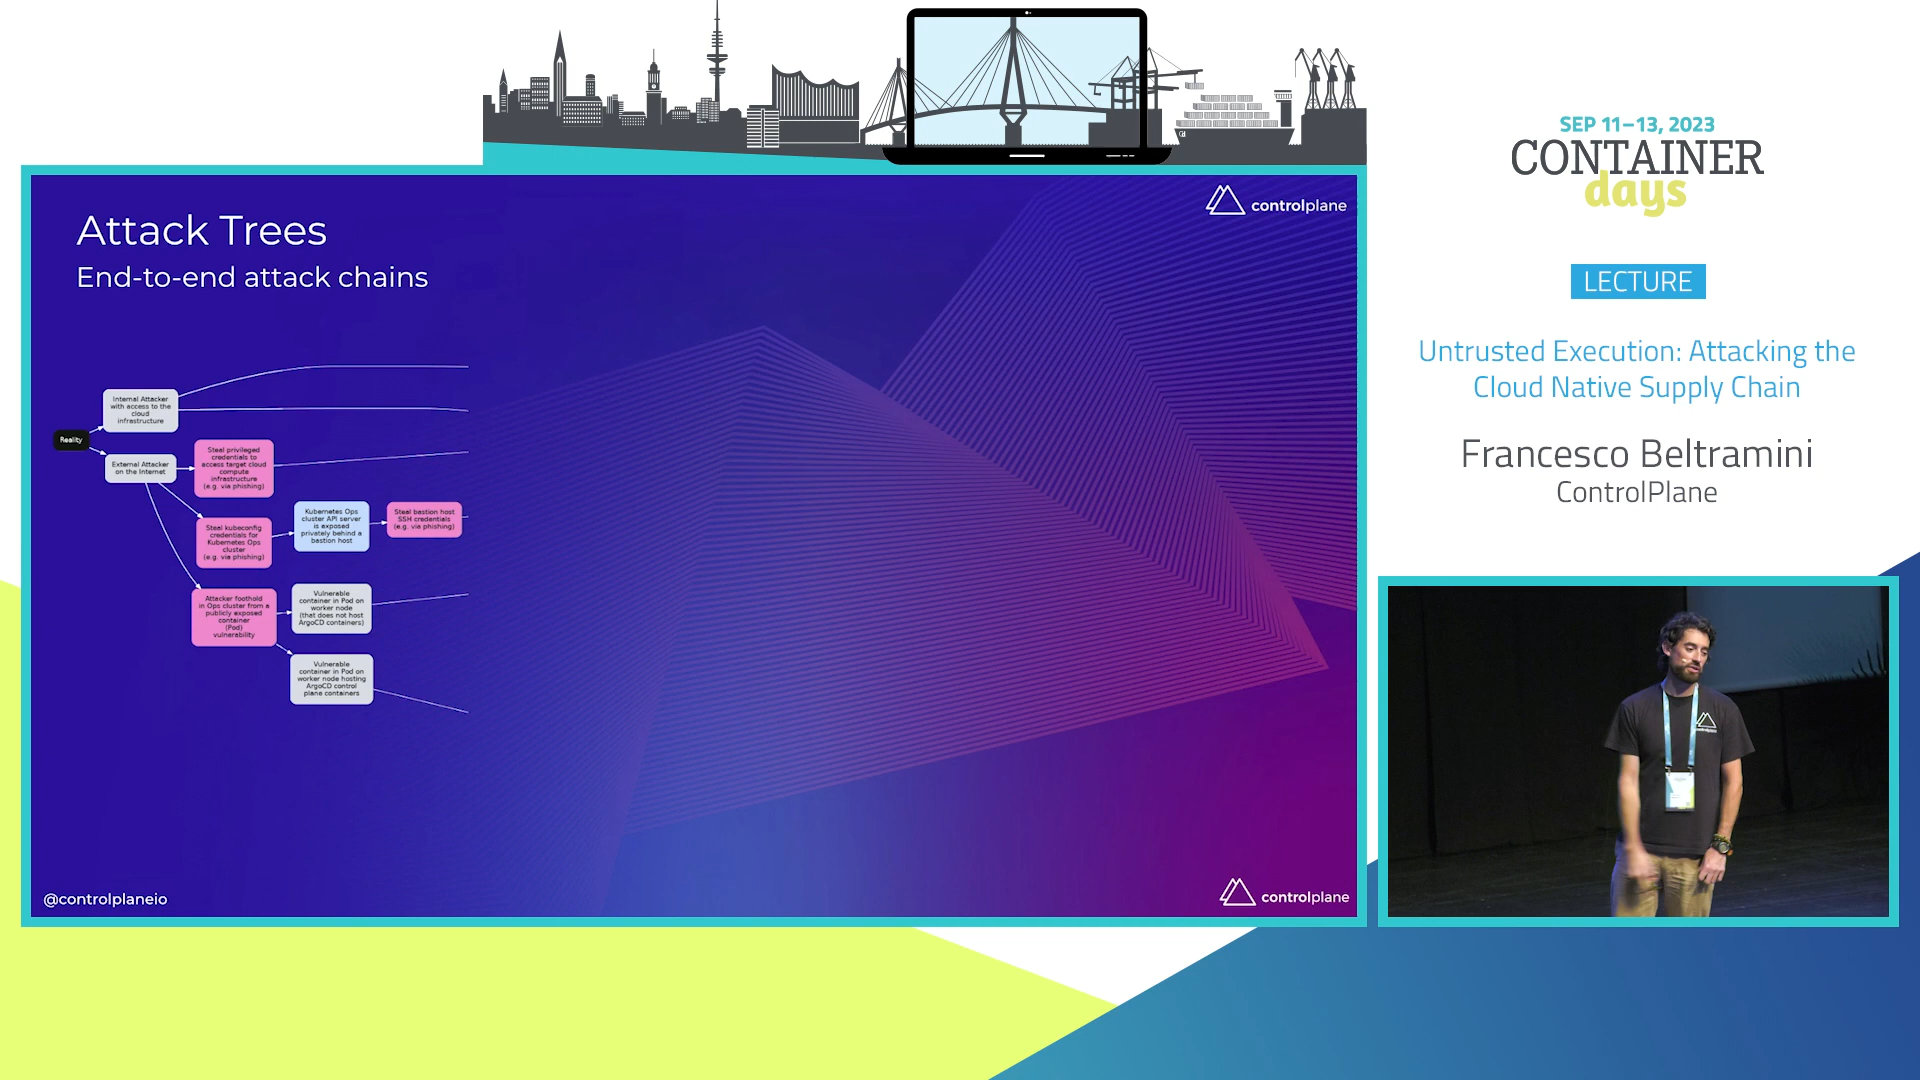 SEP 11–13, 2023
CONTAINER
days
LECTURE
Untrusted Execution: Attacking the
Cloud Native Supply Chain
Francesco Beltramini
ControlPlane
controlplane
Attack Trees
End-to-end attack chains
Reality
Internal Attacker
with access to the
cloud
infrastructure
External Attacker
on the Internet
Steal privileged
credentials to
access target cloud
compute
infrastructure
(e.g. via phishing)
Steal kubeconfig
credentials for
Kubernetes Ops
cluster
(e.g. via phishing)
Kubernetes Ops
cluster API server
is exposed
privately behind a
bastion host
Steal bastion host
SSH credentials
(e.g. via phishing)
Attacker foothold
in Ops cluster from a
publicly exposed
container
(Pod)
vulnerability
Vulnerable
container in Pod on
worker node
(that does not host
ArgoCD containers)
Vulnerable
container in Pod on
worker node hosting
ArgoCD control
plane containers
@controlplaneio
controlplane
controlplane